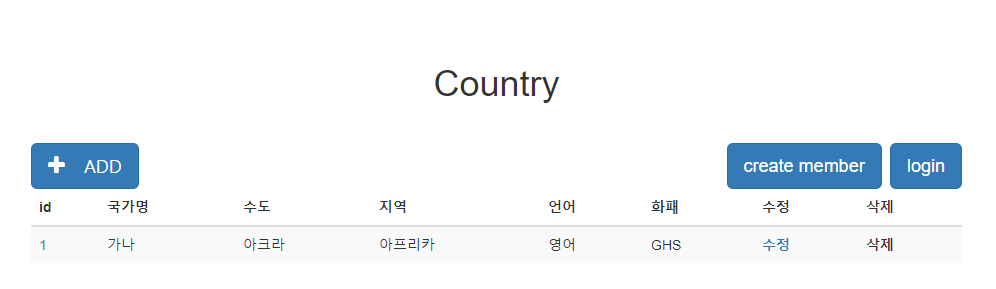 Country
ADD create member login
id 국가명 수도 지역 언어 화패 수정 삭제
1 가나 아크라 아프리카 영어 GHS 수정 삭제